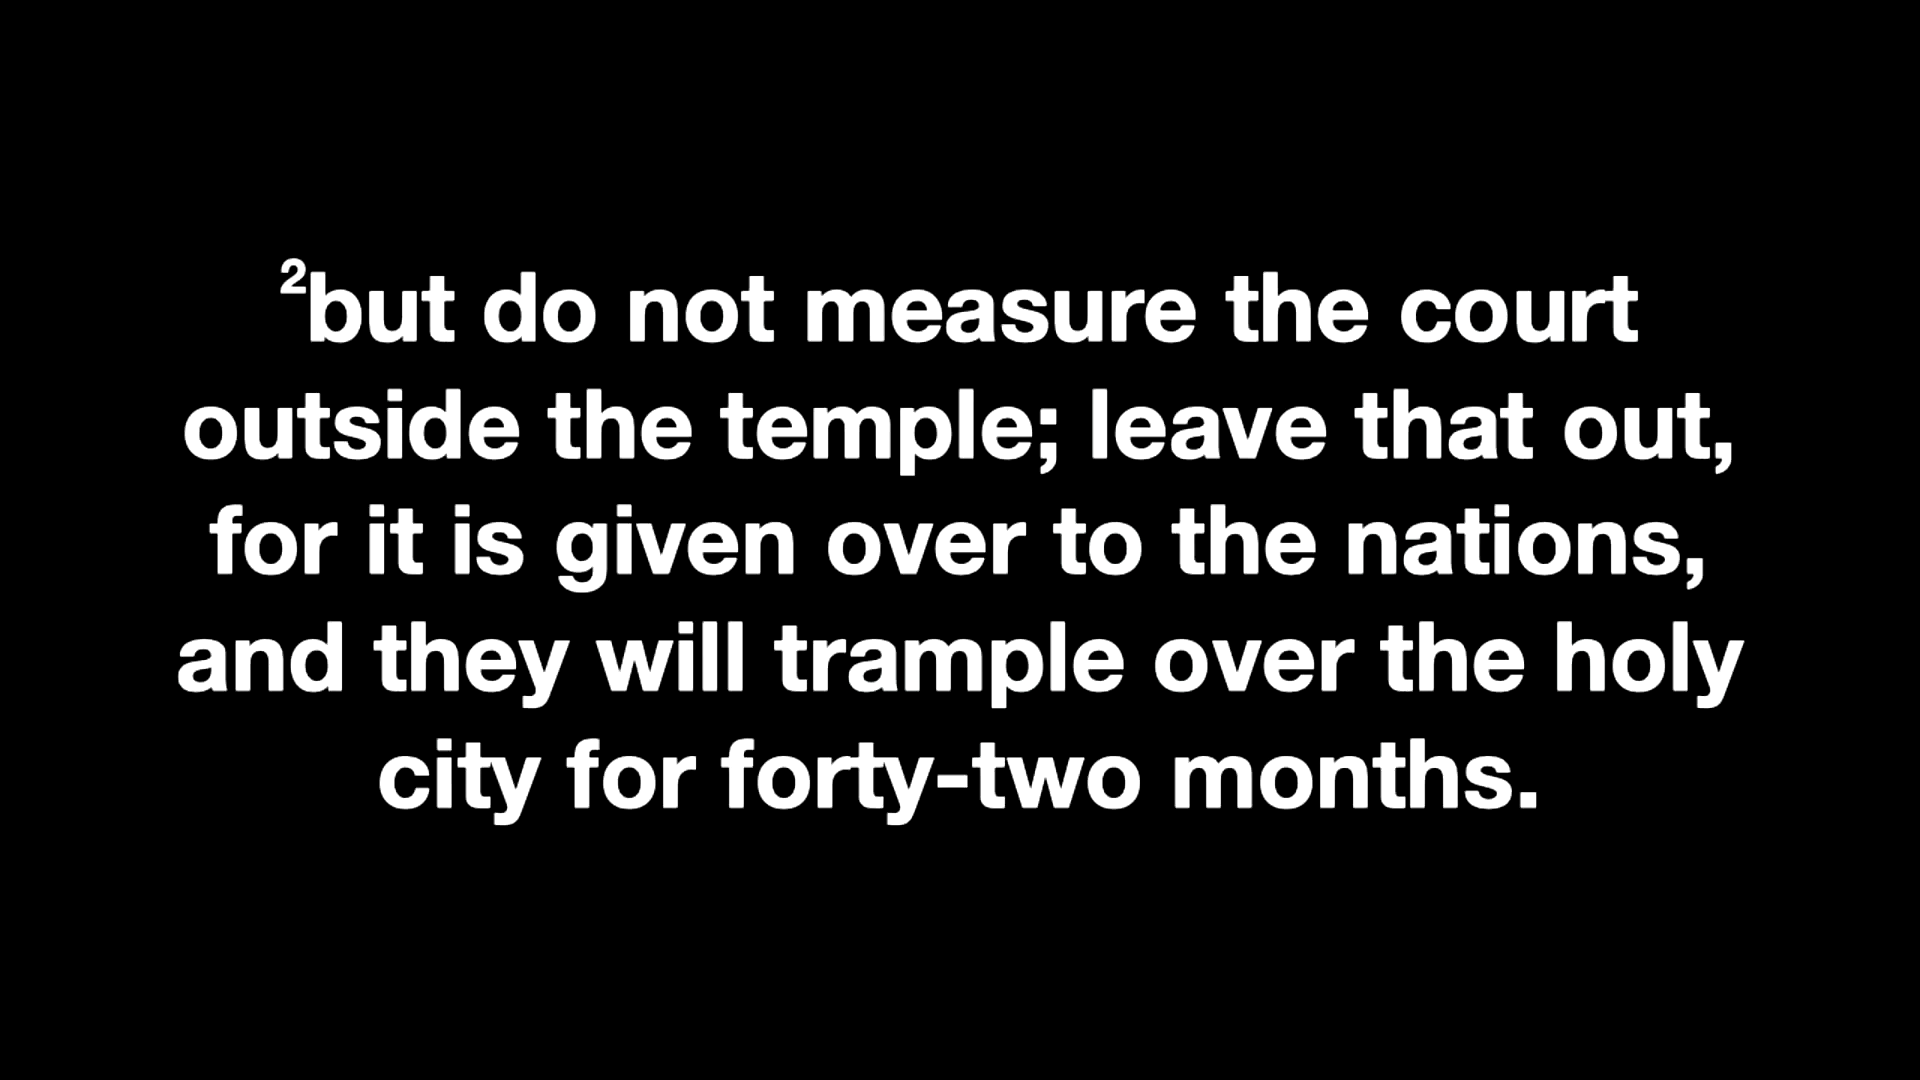 ²but do not measure the court
outside the temple; leave that out,
for it is given over to the nations,
and they will trample over the holy
city for forty-two months.